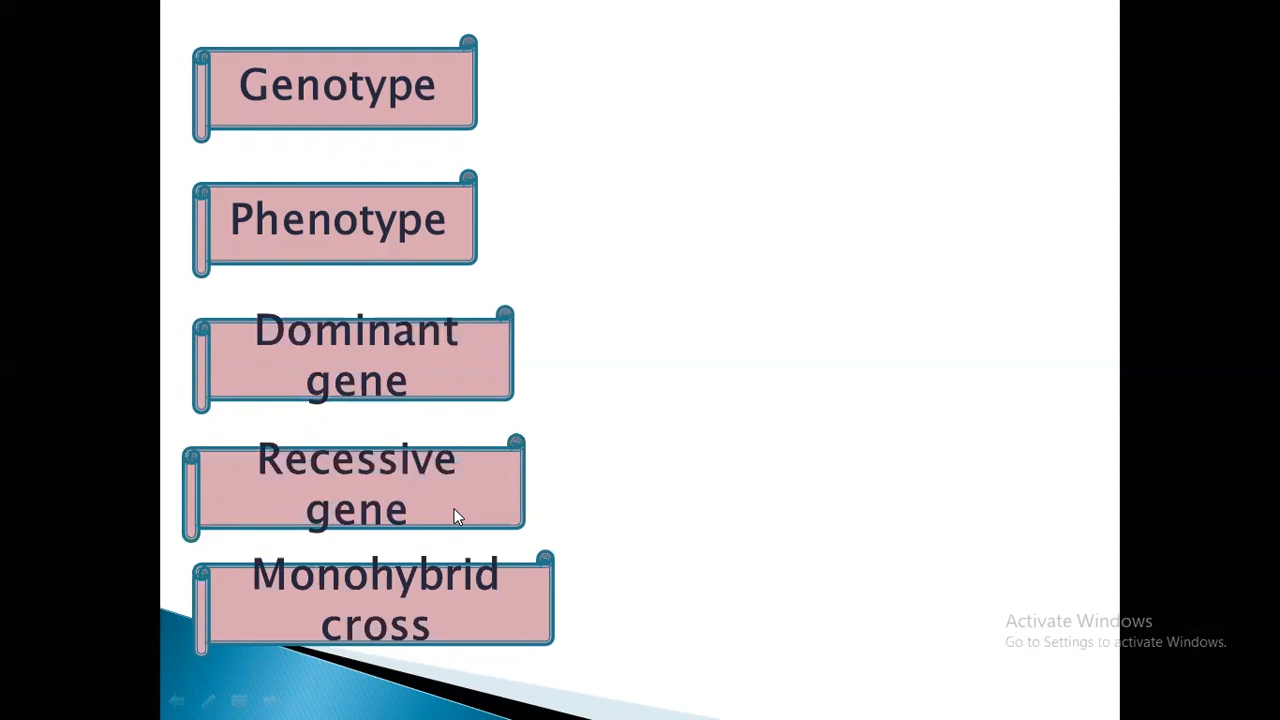 Genotype
Phenotype
Dominant
gene
Recessive
gene
Monohybrid
cross
Activate Windows
Go to Settings to activate Windows.